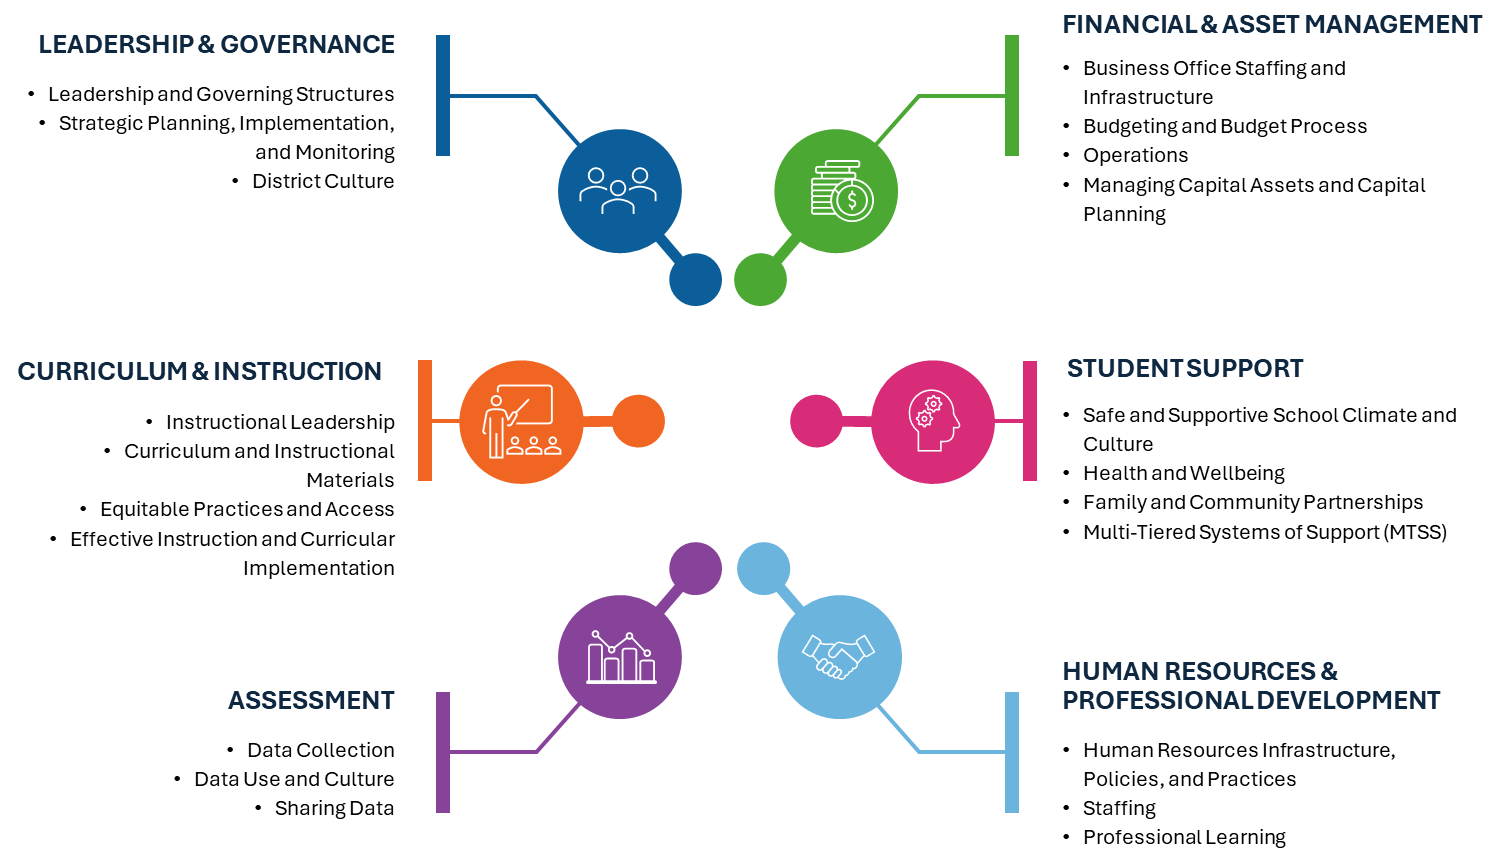 LEADERSHIP & GOVERNANCE
• Leadership and Governing Structures
• Strategic Planning, Implementation,
and Monitoring
• District Culture
FINANCIAL & ASSET MANAGEMENT
• Business Office Staffing and
Infrastructure
• Budgeting and Budget Process
• Operations
• Managing Capital Assets and Capital
Planning
$
CURRICULUM & INSTRUCTION
• Instructional Leadership
• Curriculum and Instructional
Materials
• Equitable Practices and Access
• Effective Instruction and Curricular
Implementation
STUDENT SUPPORT
• Safe and Supportive School Climate and
Culture
• Health and Wellbeing
• Family and Community Partnerships
• Multi-Tiered Systems of Support (MTSS)
ASSESSMENT
• Data Collection
• Data Use and Culture
• Sharing Data
HUMAN RESOURCES &
PROFESSIONAL DEVELOPMENT
• Human Resources Infrastructure,
Policies, and Practices
• Staffing
• Professional Learning